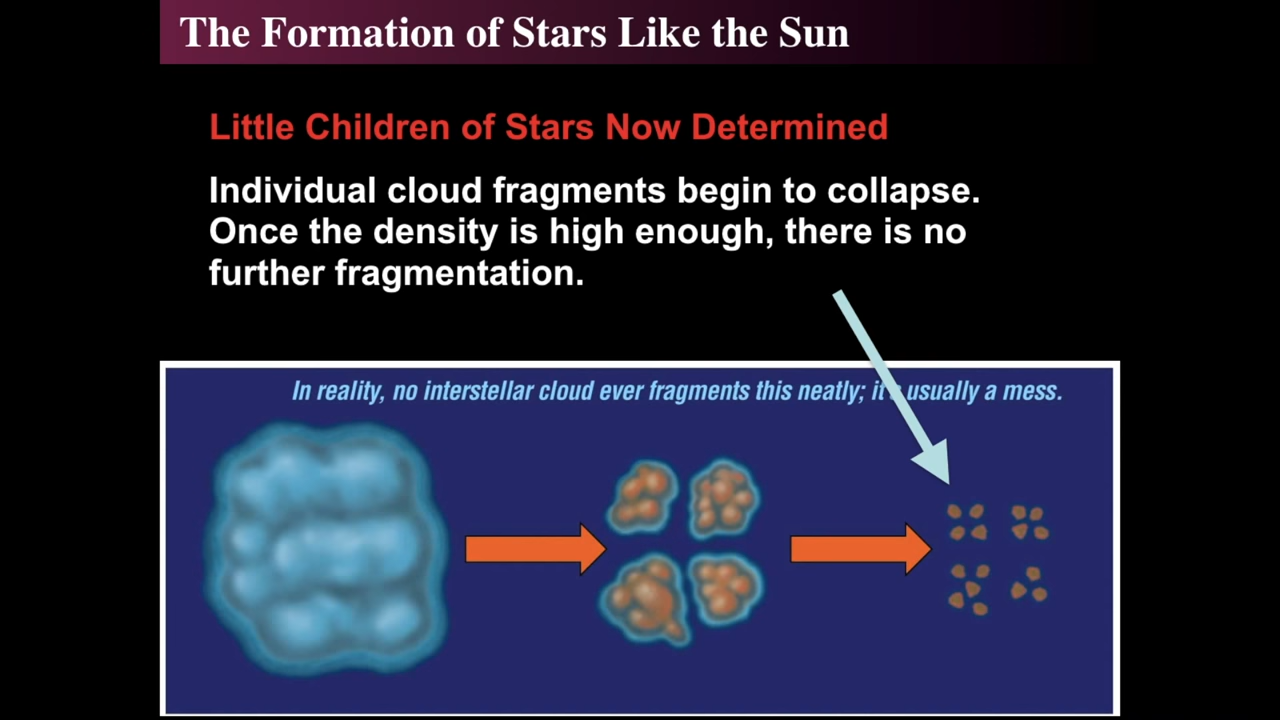 The Formation of Stars Like the Sun
Little Children of Stars Now Determined
Individual cloud fragments begin to collapse.
Once the density is high enough, there is no
further fragmentation.
In reality, no interstellar cloud ever fragments this neatly; it's usually a mess.